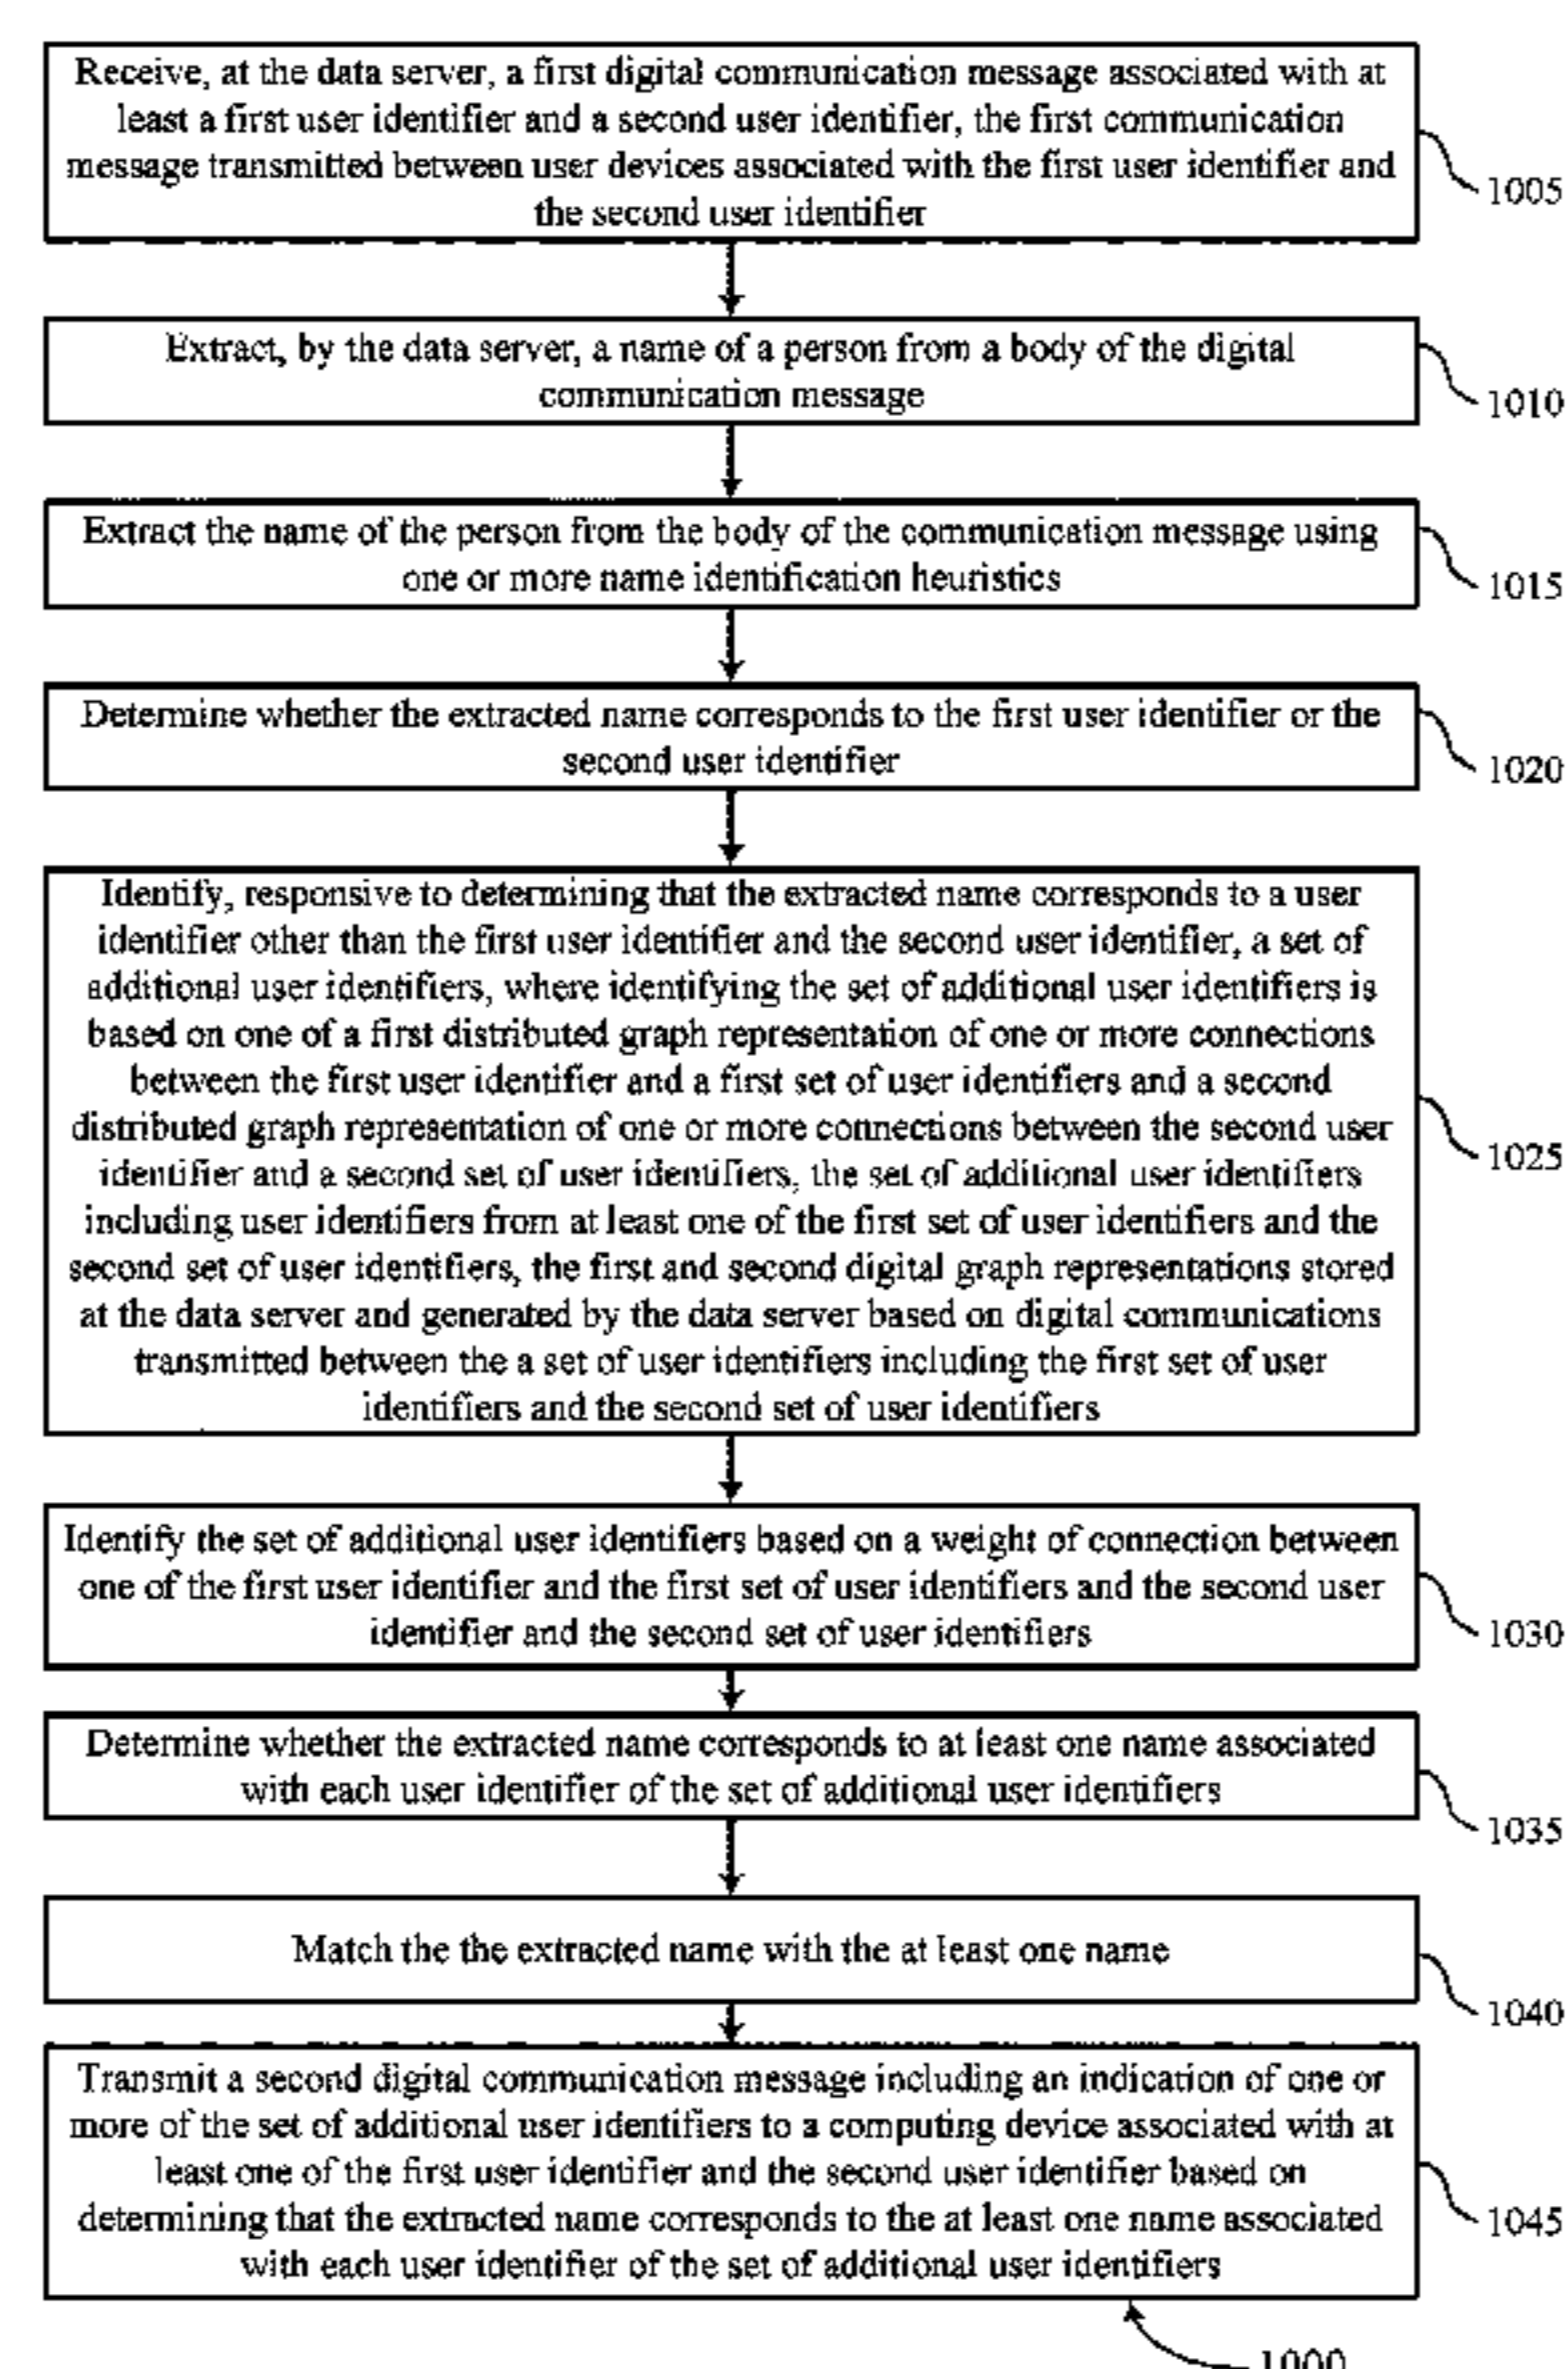 Receive, at the data server, a first digital communication message associated with at
least a first user identifier and a second user identifier, the first communication
message transmitted between user devices associated with the first user identifier and
the second user identifier
1005
Extract, by the data server, a name of a person from a body of the digital
communication message
1010
Extract the name of the person from the body of the communication message using
one or more name identification heuristics
1015
Determine whether the extracted name corresponds to the first user identifier or the
second user identifier
1020
Identify, responsive to determining that the extracted name corresponds to a user
identifier other than the first user identifier and the second user identifier, a set of
additional user identifiers, where identifying the set of additional user identifiers is
based on one of a first distributed graph representation of one or more connections
between the first user identifier and a first set of user identifiers and a second
distributed graph representation of one or more connections between the second user
identifier and a second set of user identifiers, the set of additional user identifiers
including user identifiers from at least one of the first set of user identifiers and the
second set of user identifiers, the first and second digital graph representations stored
at the data server and generated by the data server based on digital communications
transmitted between the a set of user identifiers including the first set of user
identifiers and the second set of user identifiers
1025
Identify the set of additional user identifiers based on a weight of connection between
one of the first user identifier and the first set of user identifiers and the second user
identifier and the second set of user identifiers
1030
Determine whether the extracted name corresponds to at least one name associated
with each user identifier of the set of additional user identifiers
1035
Match the the extracted name with the at least one name
1040
Transmit a second digital communication message including an indication of one or
more of the set of additional user identifiers to a computing device associated with at
least one of the first user identifier and the second user identifier based on
determining that the extracted name corresponds to the at least one name associated
with each user identifier of the set of additional user identifiers
1045
1000